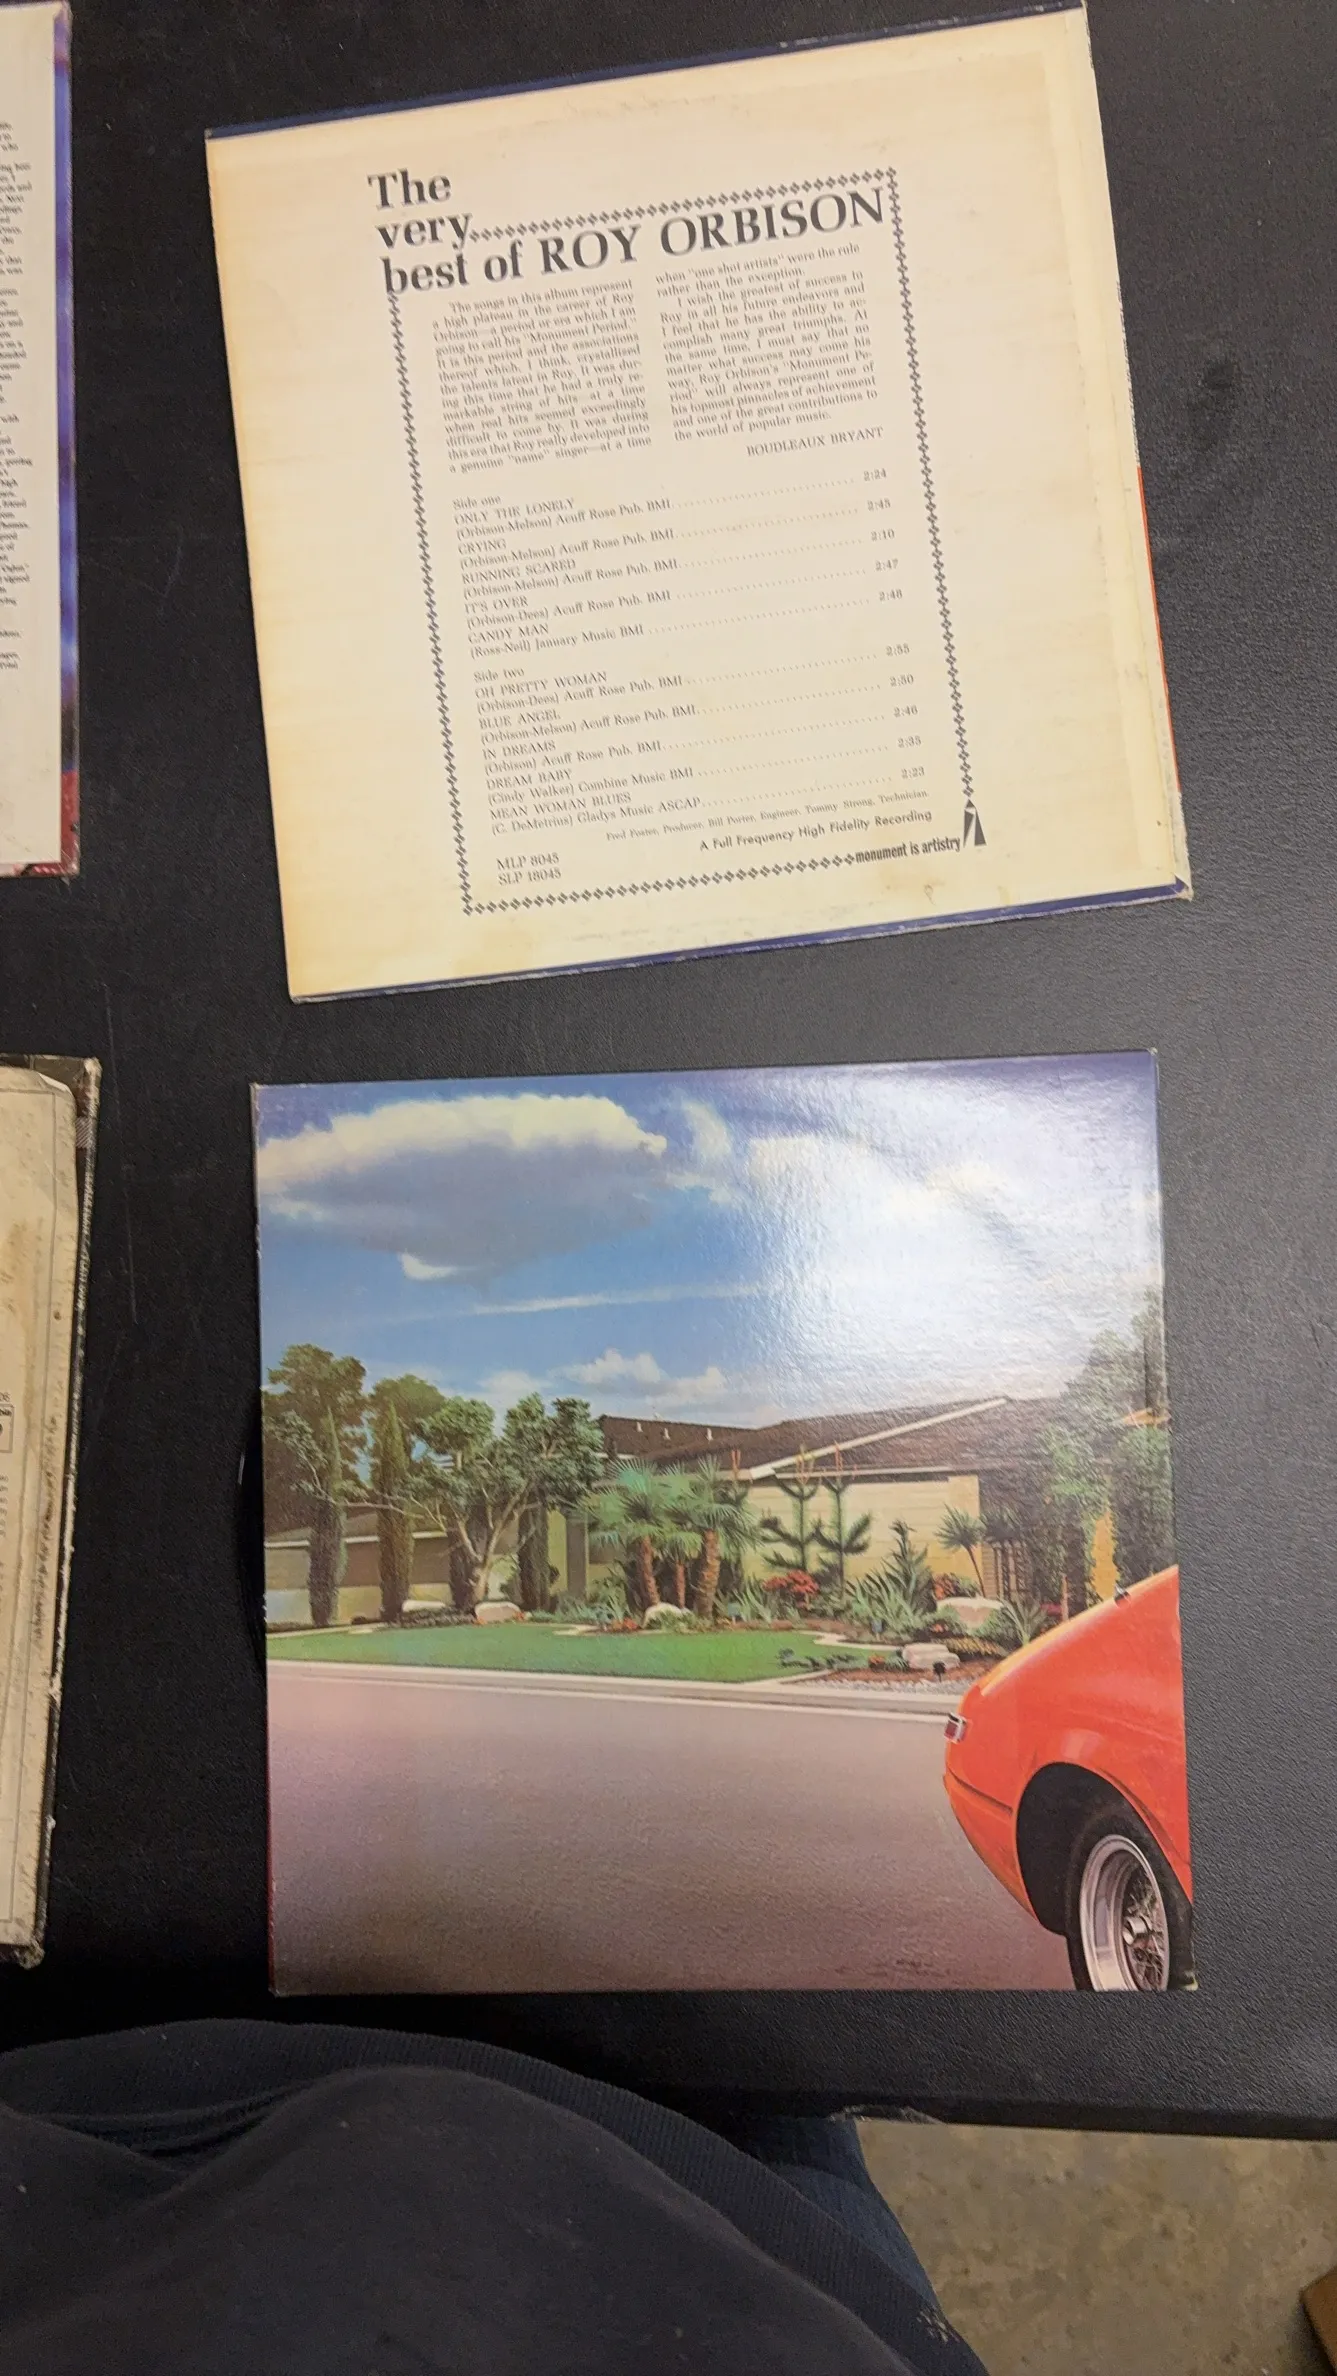 The
very
best of ROY ORBISON
The songs in this album represent
a high plateau in the career of Roy
Orbison—a period or era which I am
going to call his "Monument Period."
It is this period and the associations
thereof which, I think, crystallised
the talents latent in Roy. It was dur-
ing this time that he had a truly re-
markable string of hits—at a time
when real hits seemed exceedingly
difficult to come by. It was during
this era that Roy really developed into
a genuine "name" singer—at a time
when "one shot artists" were the rule
rather than the exception.
I wish the greatest of success to
Roy in all his future endeavors and
I feel that he has the ability to ac-
complish many great triumphs. At
the same time, I must say that no
matter what success may come his
way, Roy Orbison's "Monument Pe-
riod" will always represent one of
his topmost pinnacles of achievement
and one of the great contributions to
the world of popular music.
BOUDLEAUX BRYANT
Side one
ONLY THE LONELY
(Orbison-Melson) Acuff Rose Pub. BMI 2:24
CRYING
(Orbison-Melson) Acuff Rose Pub. BMI 2:45
RUNNING SCARED
(Orbison-Melson) Acuff Rose Pub. BMI 2:10
IT'S OVER
(Orbison-Dees) Acuff Rose Pub. BMI 2:47
CANDY MAN
(Ross-Neil) January Music BMI 2:48
Side two
OH PRETTY WOMAN
(Orbison-Dees) Acuff Rose Pub. BMI 2:55
BLUE ANGEL
(Orbison-Melson) Acuff Rose Pub. BMI 2:50
IN DREAMS
(Orbison) Acuff Rose Pub. BMI 2:46
DREAM BABY
(Cindy Walker) Combine Music BMI 2:35
MEAN WOMAN BLUES
(C. DeMetrius) Gladys Music ASCAP 2:23
Fred Foster, Producer, Bill Porter, Engineer, Tommy Strong, Technician.
A Full Frequency High Fidelity Recording
MLP 8045
SLP 18045
monument is artistry